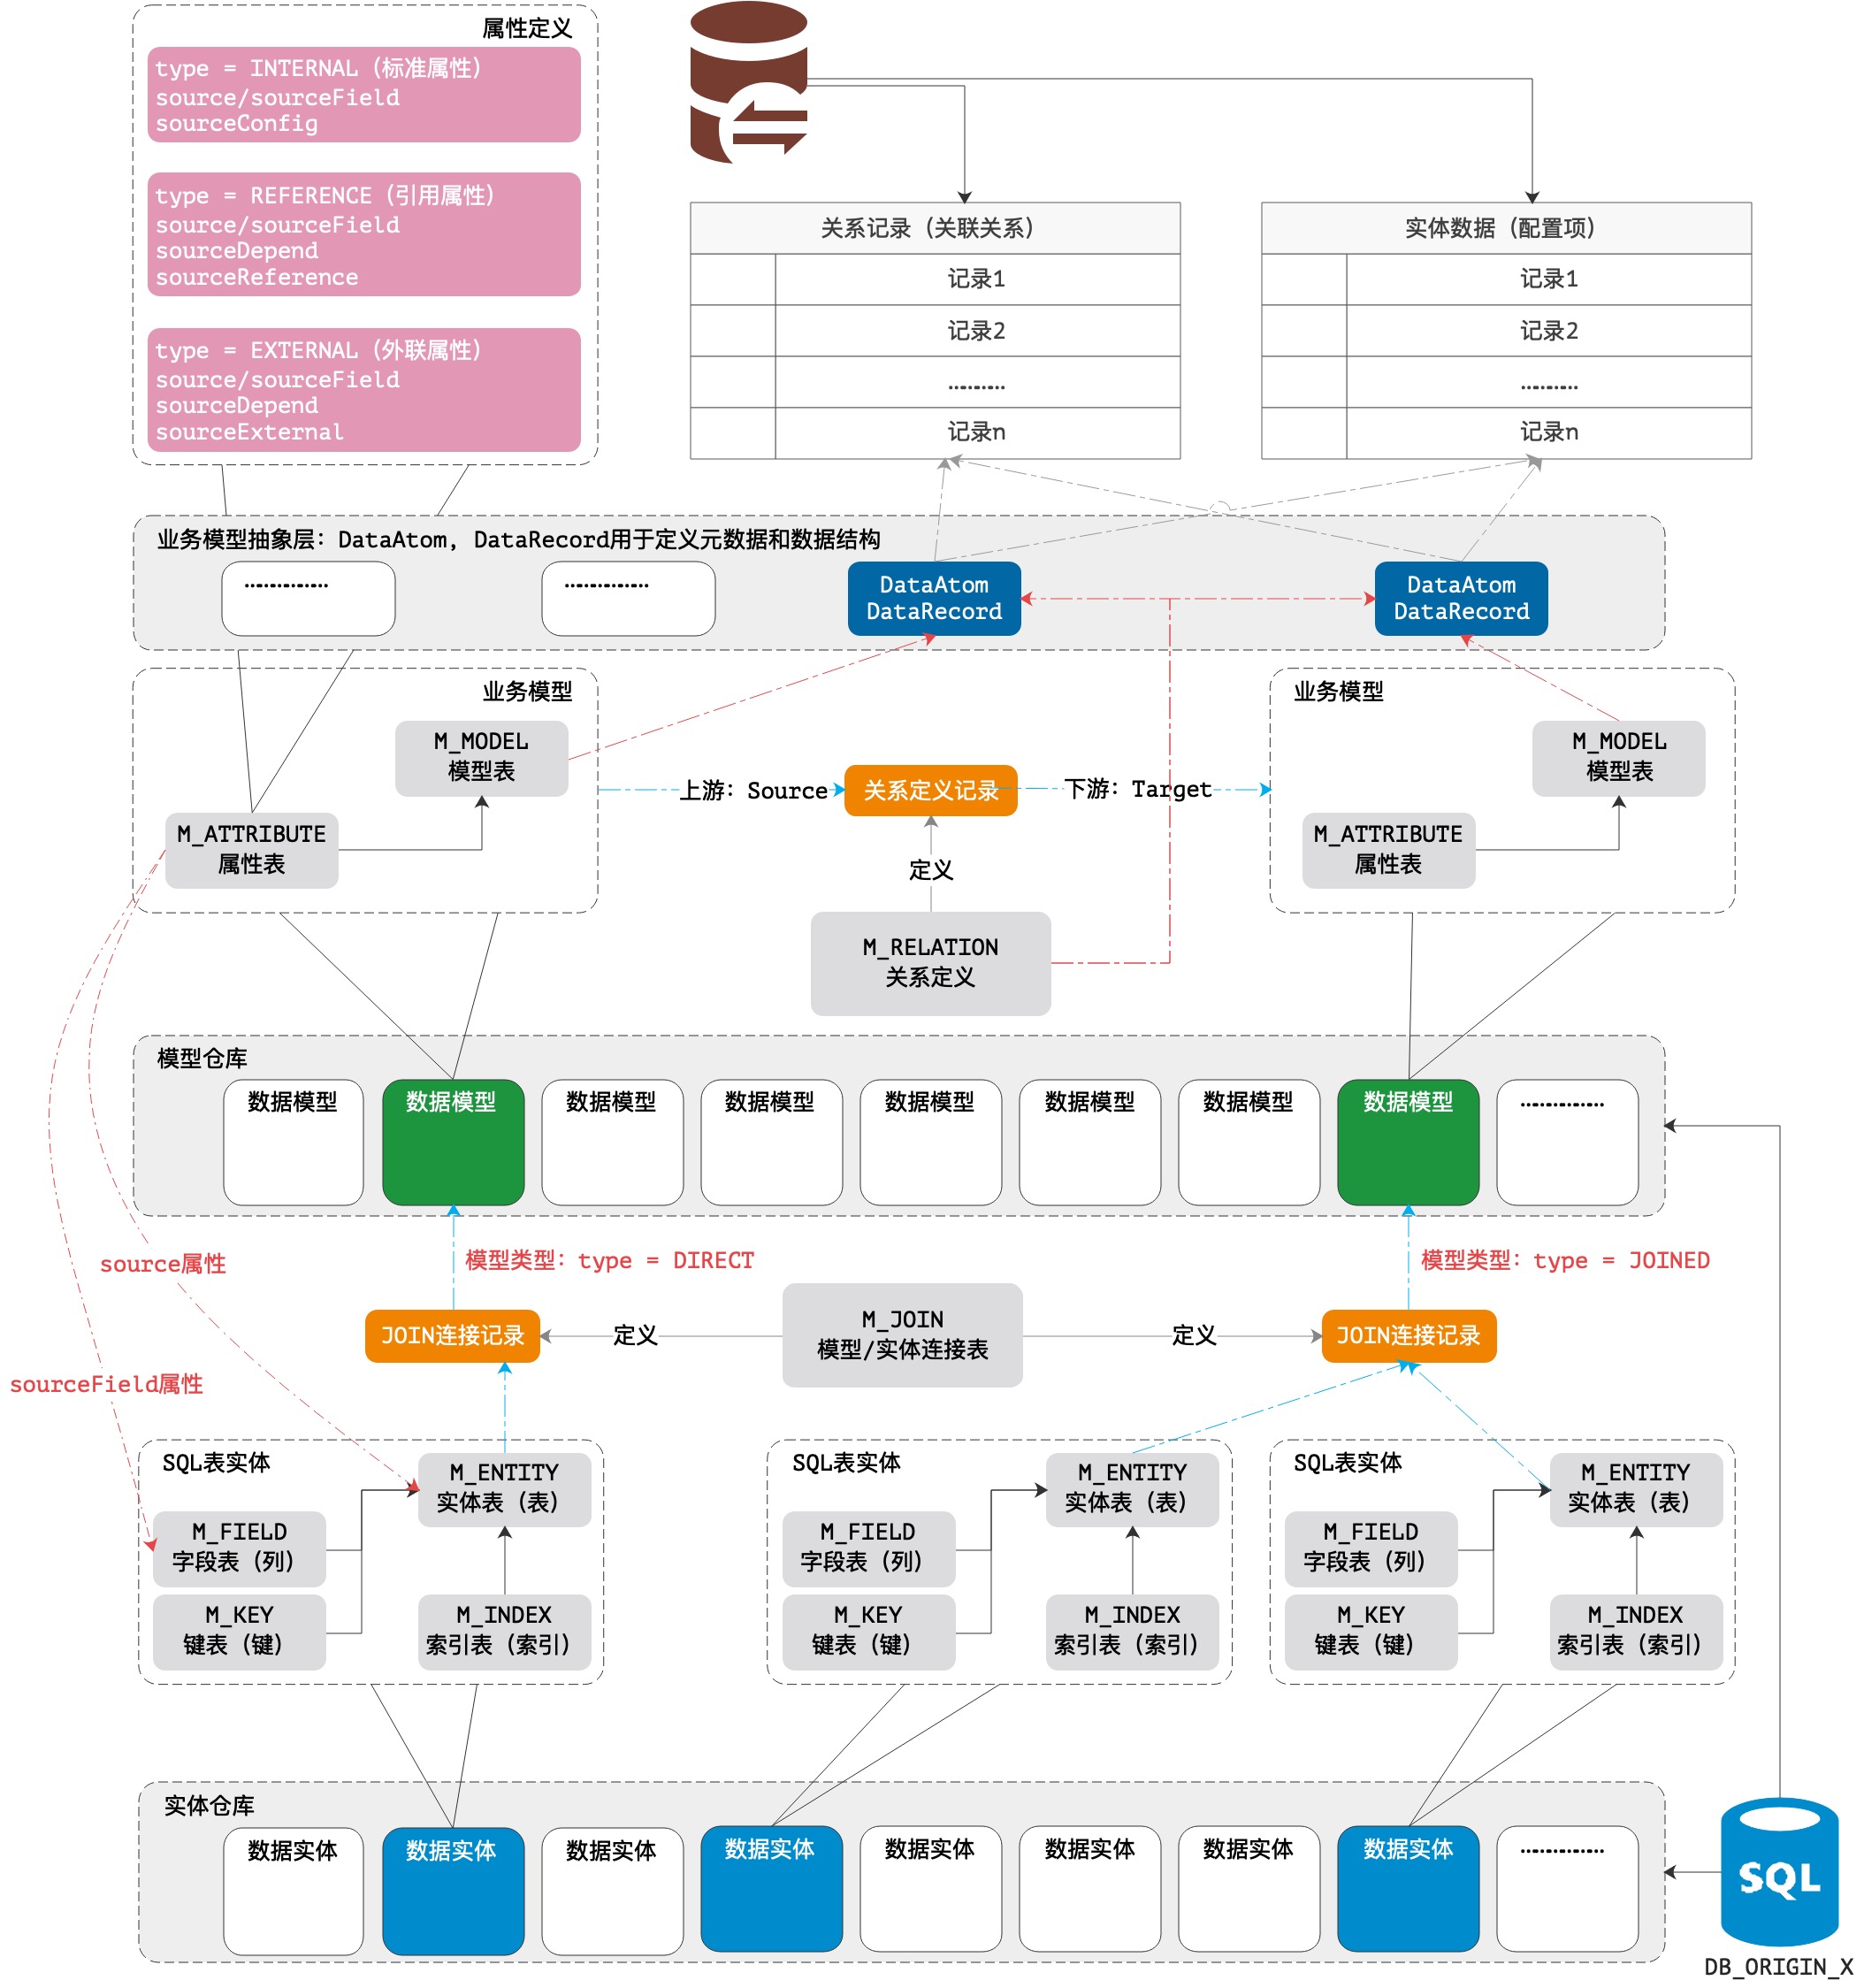 属性定义
type = INTERNAL（标准属性）
source/sourceField
sourceConfig
type = REFERENCE（引用属性）
source/sourceField
sourceDepend
sourceReference
type = EXTERNAL（外联属性）
source/sourceField
sourceDepend
sourceExternal
关系记录（关联关系）
记录1
记录2
……….
记录n
实体数据（配置项）
记录1
记录2
……….
记录n
业务模型抽象层：DataAtom, DataRecord用于定义元数据和数据结构
…………..
…………..
DataAtom
DataRecord
DataAtom
DataRecord
业务模型
M_MODEL
模型表
M_ATTRIBUTE
属性表
上游：Source
关系定义记录
下游：Target
定义
M_RELATION
关系定义
业务模型
M_MODEL
模型表
M_ATTRIBUTE
属性表
模型仓库
数据模型
数据模型
数据模型
数据模型
数据模型
数据模型
数据模型
数据模型
…………..
source属性
sourceField属性
模型类型：type = DIRECT
模型类型：type = JOINED
JOIN连接记录
定义
M_JOIN
模型/实体连接表
定义
JOIN连接记录
SQL表实体
M_ENTITY
实体表（表）
M_FIELD
字段表（列）
M_KEY
键表（键）
M_INDEX
索引表（索引）
SQL表实体
M_ENTITY
实体表（表）
M_FIELD
字段表（列）
M_KEY
键表（键）
M_INDEX
索引表（索引）
SQL表实体
M_ENTITY
实体表（表）
M_FIELD
字段表（列）
M_KEY
键表（键）
M_INDEX
索引表（索引）
实体仓库
数据实体
数据实体
数据实体
数据实体
数据实体
数据实体
数据实体
数据实体
…………..
SQL
DB_ORIGIN_X